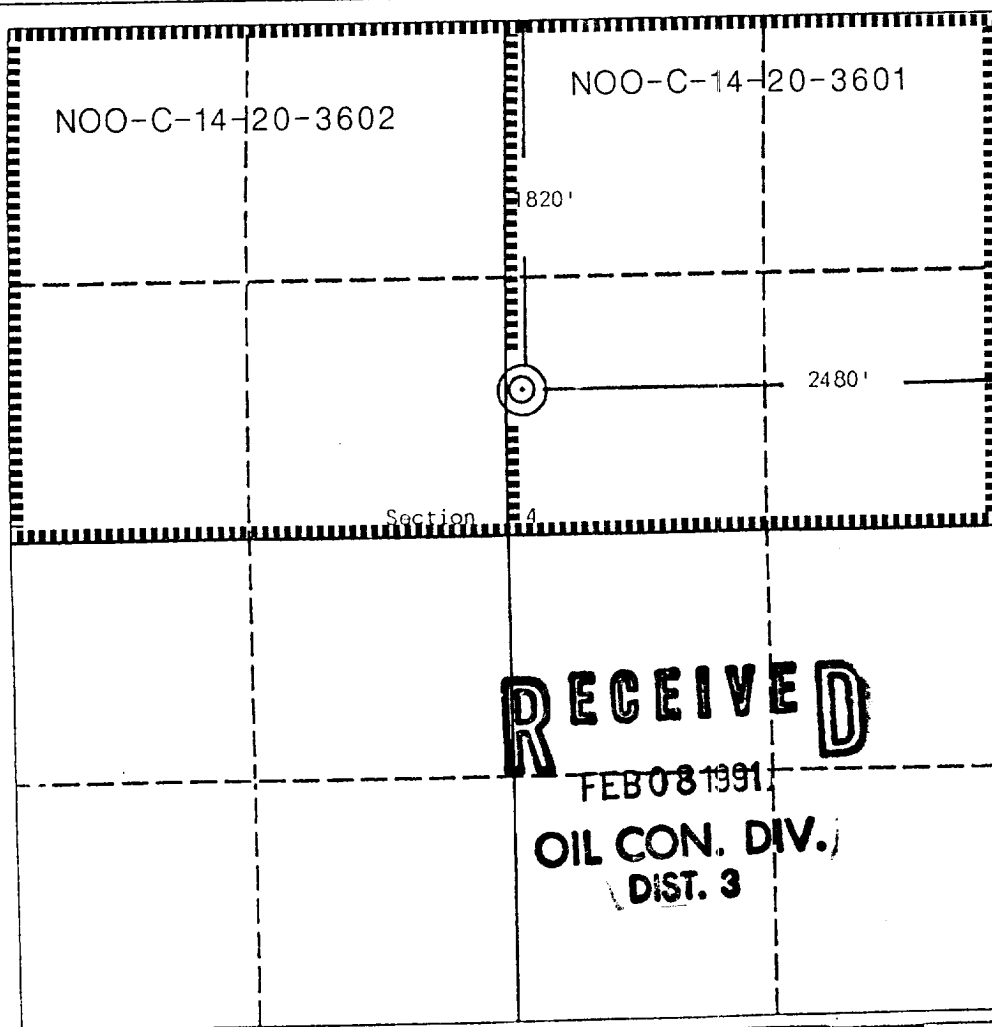 NOO-C-14-20-3602
NOO-C-14-20-3601
1820'
2480'
Section 4
RECEIVED
FEB 08 1991
OIL CON. DIV.
DIST. 3